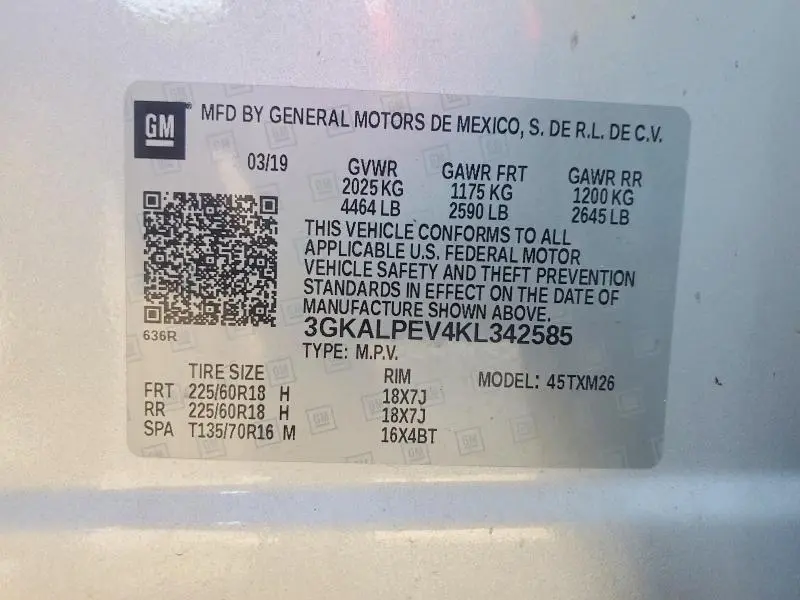 GM MFD BY GENERAL MOTORS DE MEXICO, S. DE R.L. DE C.V.
03/19 GVWR GAWR FRT GAWR RR
2025 KG 1175 KG 1200 KG
4464 LB 2590 LB 2645 LB
THIS VEHICLE CONFORMS TO ALL
APPLICABLE U.S. FEDERAL MOTOR
VEHICLE SAFETY AND THEFT PREVENTION
STANDARDS IN EFFECT ON THE DATE OF
MANUFACTURE SHOWN ABOVE.
3GKALPEV4KL342585
636R
TYPE: M.P.V.
TIRE SIZE RIM MODEL: 45TXM26
FRT 225/60R18 H 18X7J
RR 225/60R18 H 18X7J
SPA T135/70R16 M 16X4BT